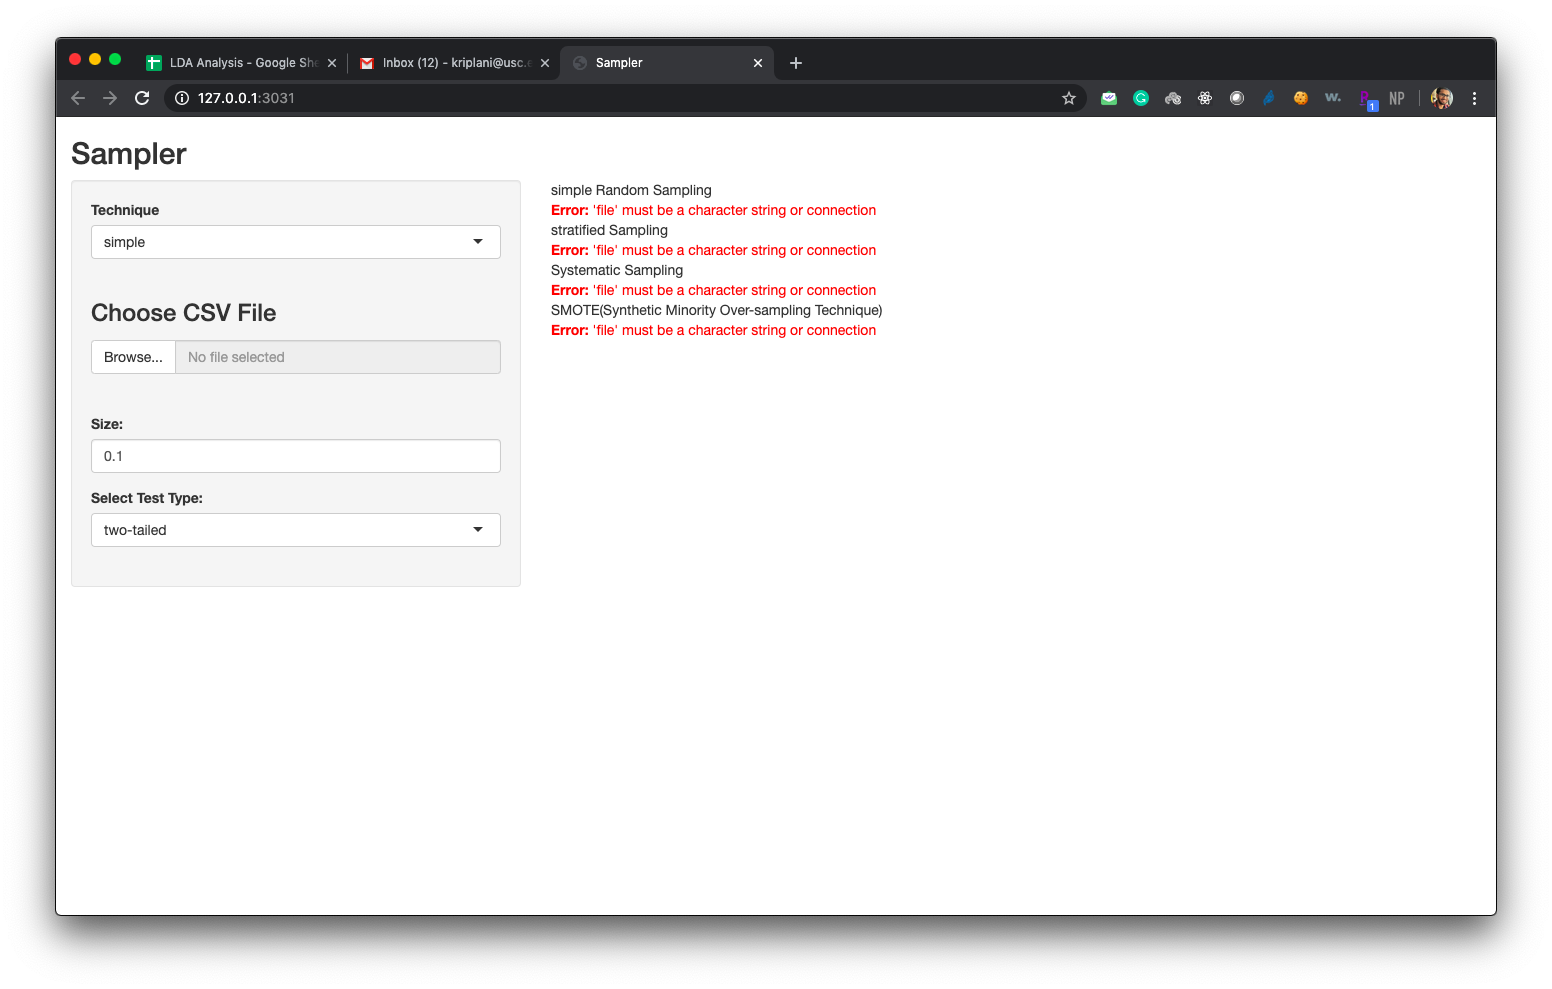 LDA Analysis - Google She
Inbox (12) - kriplani@usc.e
Sampler
127.0.0.1:3031
w.
1
NP
Sampler
Technique
simple
Choose CSV File
Browse...
No file selected
Size:
0.1
Select Test Type:
two-tailed
simple Random Sampling
Error: 'file' must be a character string or connection
stratified Sampling
Error: 'file' must be a character string or connection
Systematic Sampling
Error: 'file' must be a character string or connection
SMOTE(Synthetic Minority Over-sampling Technique)
Error: 'file' must be a character string or connection